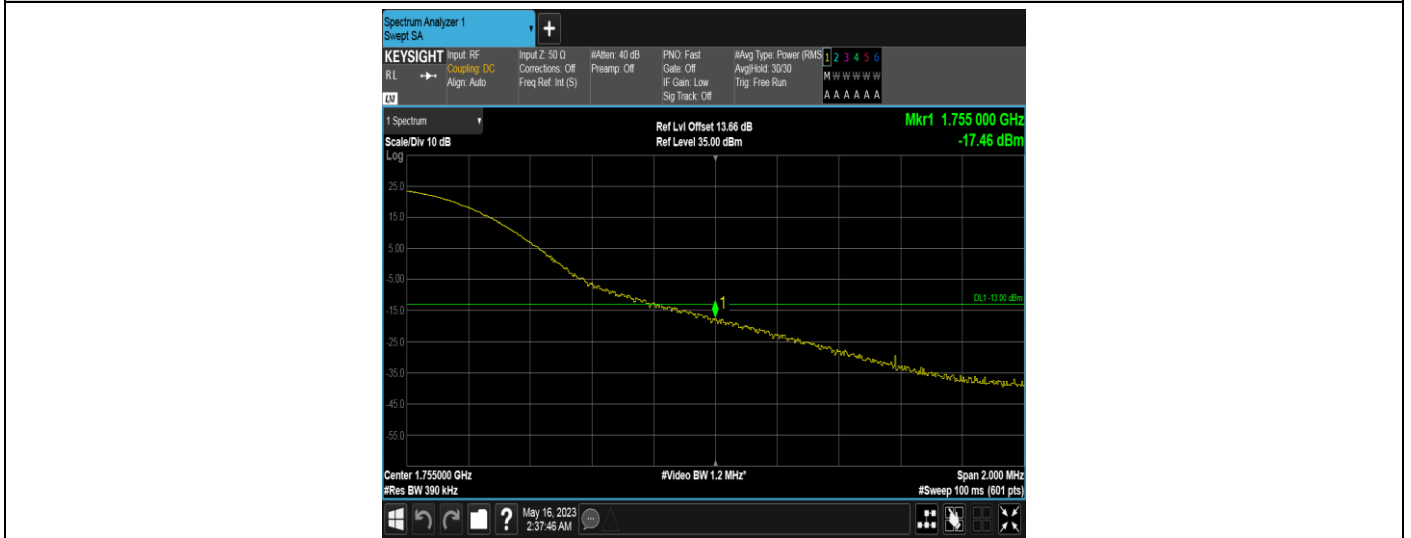 Spectrum Analyzer 1
Swept SA
+
KEYSIGHT Input: RF Input Z: 50 Ω #Atten: 40 dB PNO: Fast #Avg Type: Power (RMS 1 2 3 4 5 6
RL Coupling: DC Corrections: Off Preamp: Off Gate: Off Avg|Hold: 30/30 M W W W W W
Align: Auto Freq Ref: Int (S) IF Gain: Low Trig: Free Run
LXI Sig Track: Off A A A A A A
1 Spectrum Ref Lvl Offset 13.66 dB Mkr1 1.755 000 GHz
Scale/Div 10 dB Ref Level 35.00 dBm -17.46 dBm
Log
25.0
15.0
5.00
-5.00
1
DL1 -13.00 dBm
-15.0
-25.0
-35.0
-45.0
-55.0
Center 1.755000 GHz #Video BW 1.2 MHz* Span 2.000 MHz
#Res BW 390 kHz #Sweep 100 ms (601 pts)
? May 16, 2023
2:37:46 AM